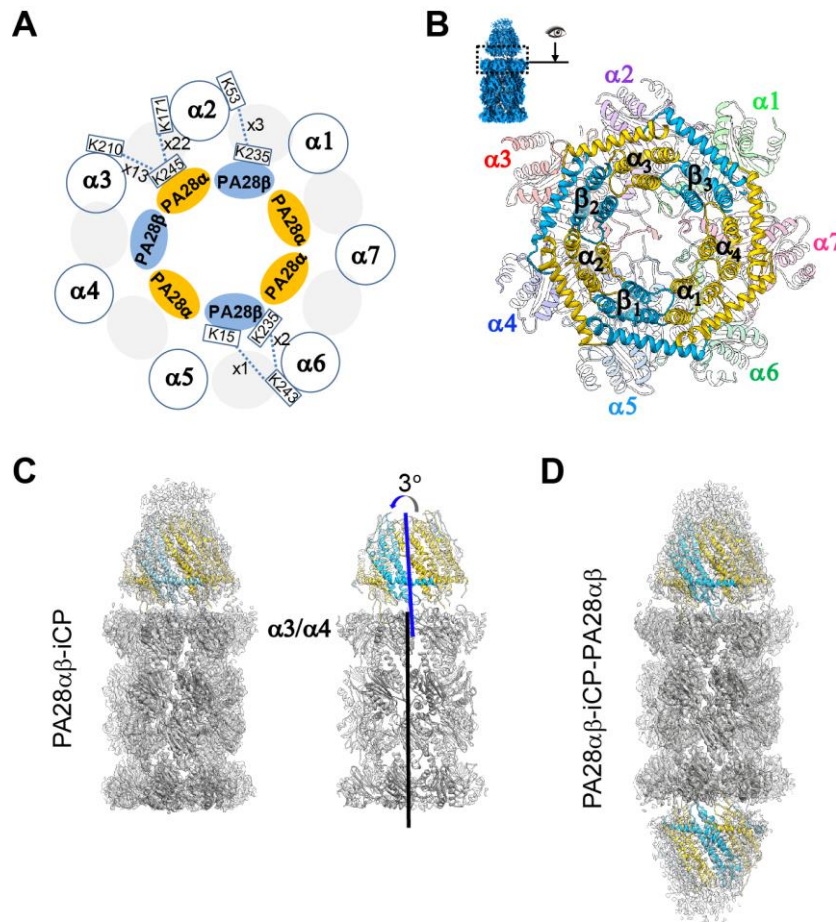 A
α2
K53
K171
x3
α1
K210
x22
K235
x13
K245
α3
PA28α
PA28β
PA28β
PA28α
α7
PA28α
PA28α
α4
PA28β
K15
K235
x2
α6
x1
K243
α5
B
α2
α1
α3
α3
β3
β2
α7
α2
α4
α1
β1
α4
α6
α5
C
3°
PA28αβ-iCP
α3/α4
D
PA28αβ-iCP-PA28αβ